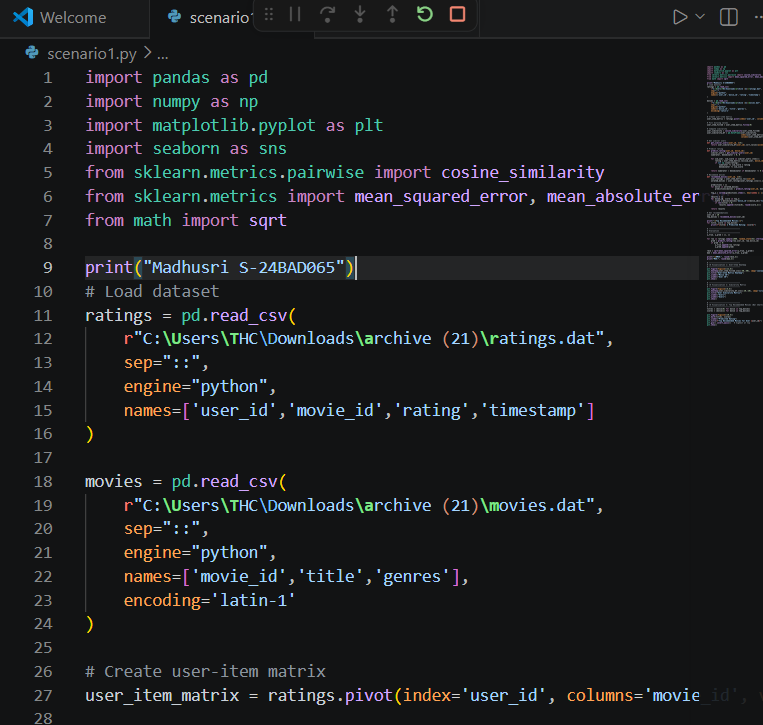 Welcome
scenario1
scenario1.py > ...
1 import pandas as pd
2 import numpy as np
3 import matplotlib.pyplot as plt
4 import seaborn as sns
5 from sklearn.metrics.pairwise import cosine_similarity
6 from sklearn.metrics import mean_squared_error, mean_absolute_er
7 from math import sqrt
8
9 print("Madhusri S-24BAD065")
10 # Load dataset
11 ratings = pd.read_csv(
12     r"C:\Users\THC\Downloads\archive (21)\ratings.dat",
13     sep="::",
14     engine="python",
15     names=['user_id','movie_id','rating','timestamp']
16 )
17
18 movies = pd.read_csv(
19     r"C:\Users\THC\Downloads\archive (21)\movies.dat",
20     sep="::",
21     engine="python",
22     names=['movie_id','title','genres'],
23     encoding='latin-1'
24 )
25
26 # Create user-item matrix
27 user_item_matrix = ratings.pivot(index='user_id', columns='movie_id',
28